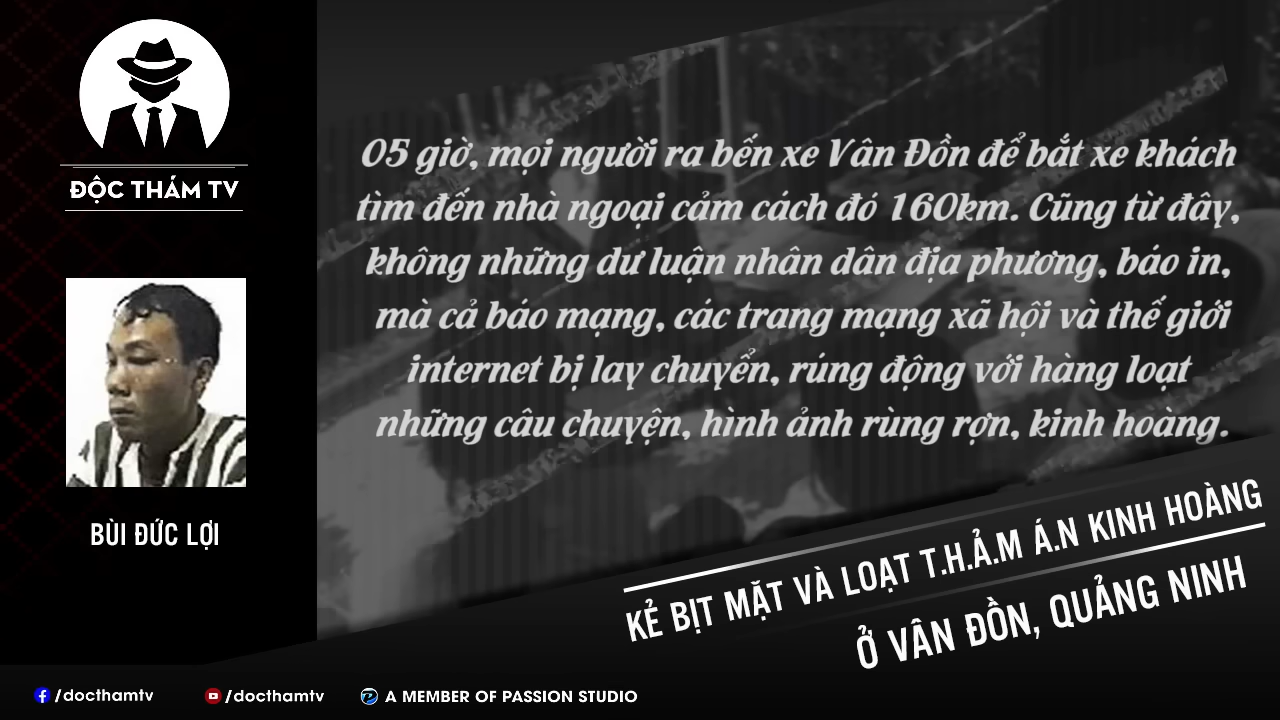 ĐỘC THÁM TV
BÙI ĐỨC LỢI
05 giờ, mọi người ra bến xe Vân Đồn để bắt xe khách
tìm đến nhà ngoại cảm cách đó 160km. Cũng từ đây,
không những dư luận nhân dân địa phương, báo in,
mà cả báo mạng, các trang mạng xã hội và thế giới
internet bị lay chuyển, rúng động với hàng loạt
những câu chuyện, hình ảnh rùng rợn, kinh hoàng.
KẺ BỊT MẶT VÀ LOẠT T.H.Ả.M Á.N KINH HOÀNG
Ở VÂN ĐỒN, QUẢNG NINH
/docthamtv
/docthamtv
A MEMBER OF PASSION STUDIO